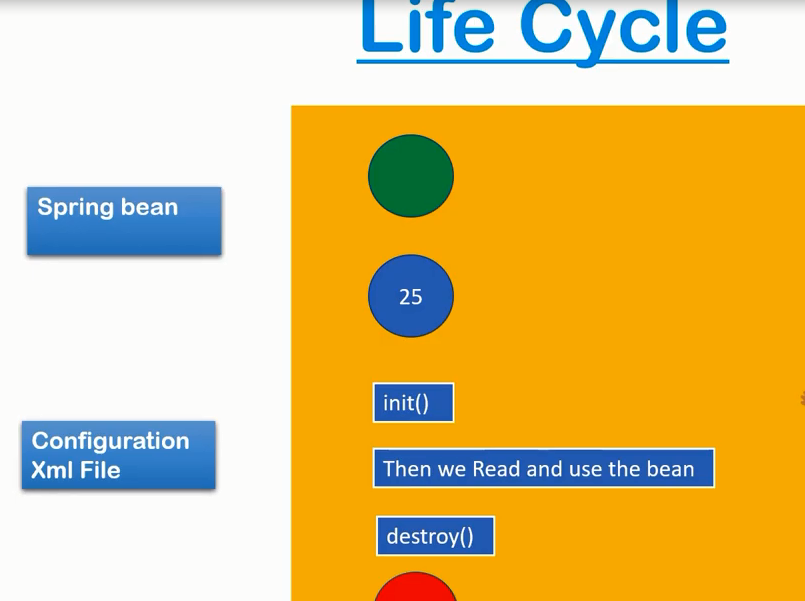 Life Cycle
Spring bean
25
init()
Configuration
Xml File
Then we Read and use the bean
destroy()